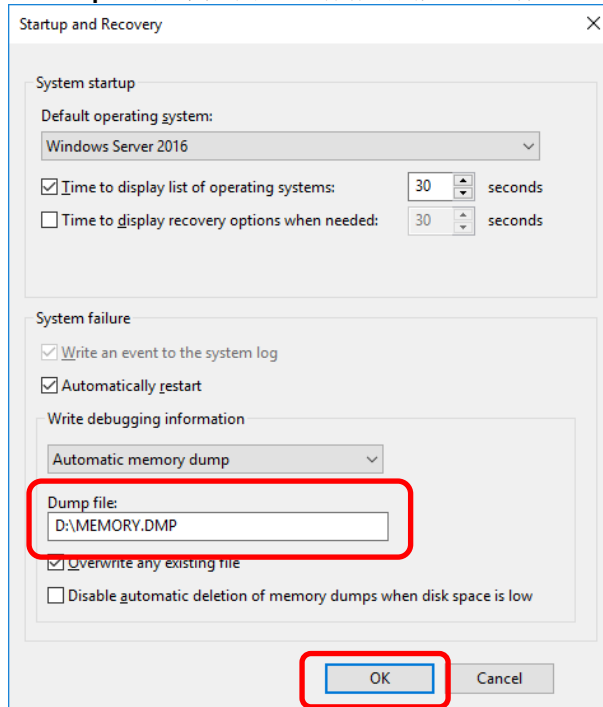 Startup and Recovery
System startup
Default operating system:
Windows Server 2016
Time to display list of operating systems: 30 seconds
Time to display recovery options when needed: 30 seconds
System failure
Write an event to the system log
Automatically restart
Write debugging information
Automatic memory dump
Dump file:
D:\MEMORY.DMP
Overwrite any existing file
Disable automatic deletion of memory dumps when disk space is low
OK Cancel